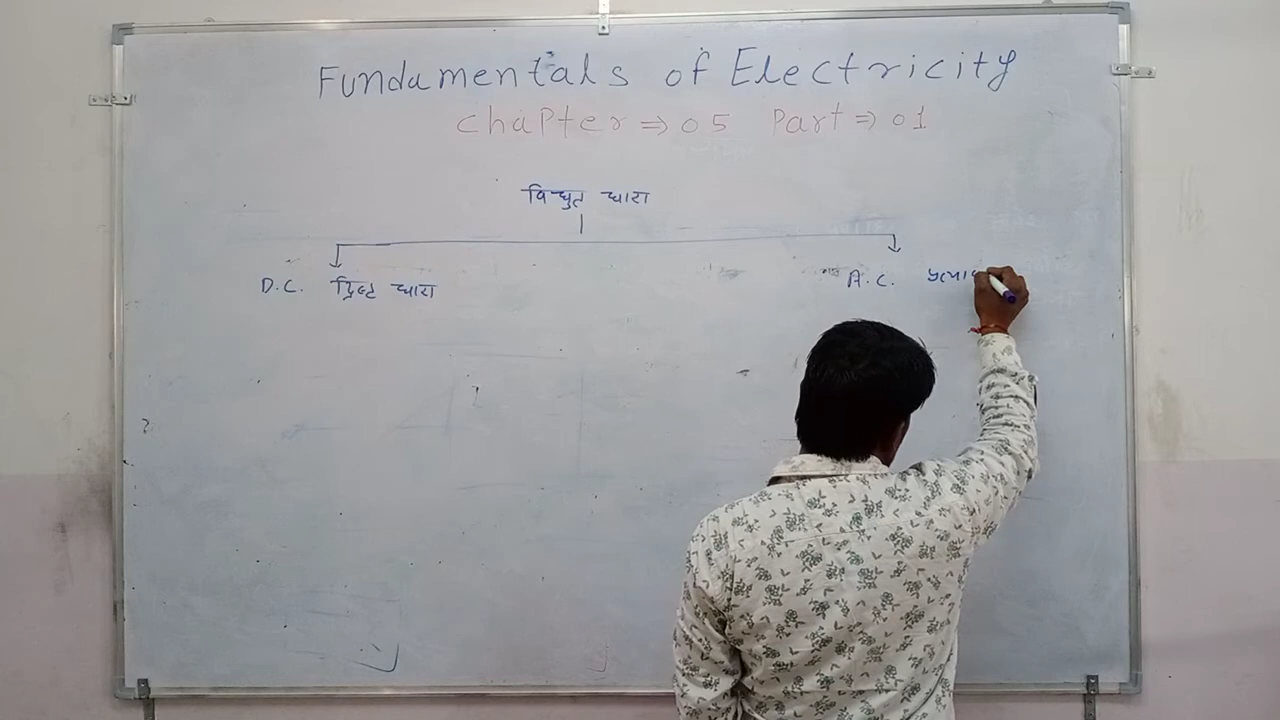 Fundamentals of Electricity
Chapter ⇒ 05 Part ⇒ 01
विद्युत धारा
D.C. दिष्ट धारा
A.C.